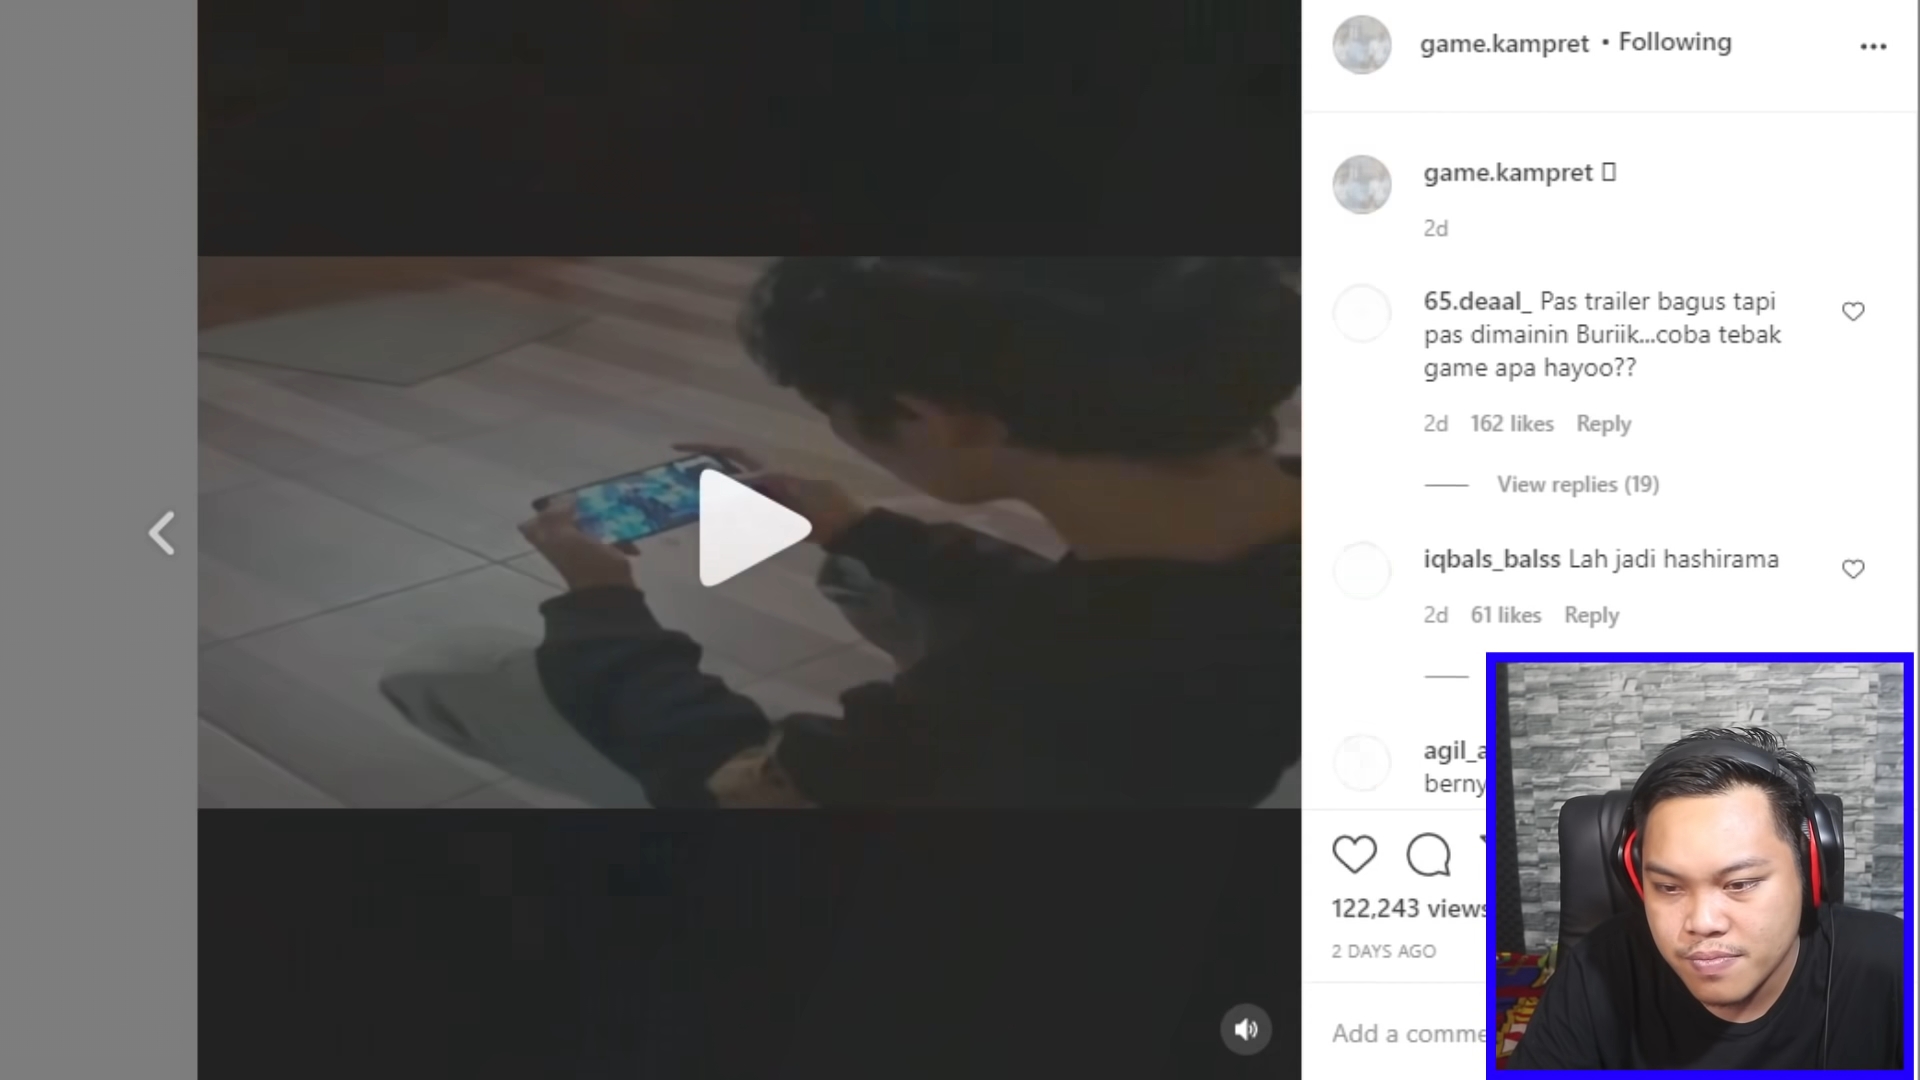 game.kampret • Following
game.kampret
2d
65.deaal_ Pas trailer bagus tapi
pas dimainin Buriik...coba tebak
game apa hayoo??
2d 162 likes Reply
View replies (19)
iqbals_balss Lah jadi hashirama
2d 61 likes Reply
agil_a
berny
122,243 views
2 DAYS AGO
Add a comme